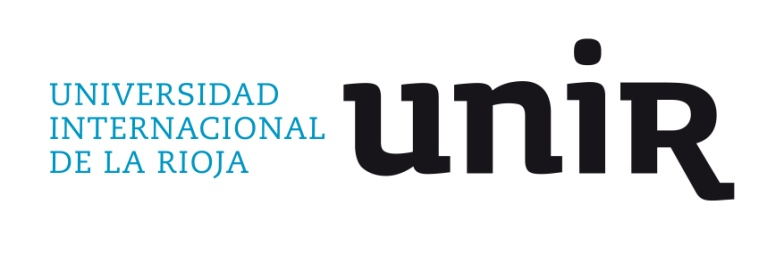 UNIVERSIDAD
INTERNACIONAL
DE LA RIOJA
uniR